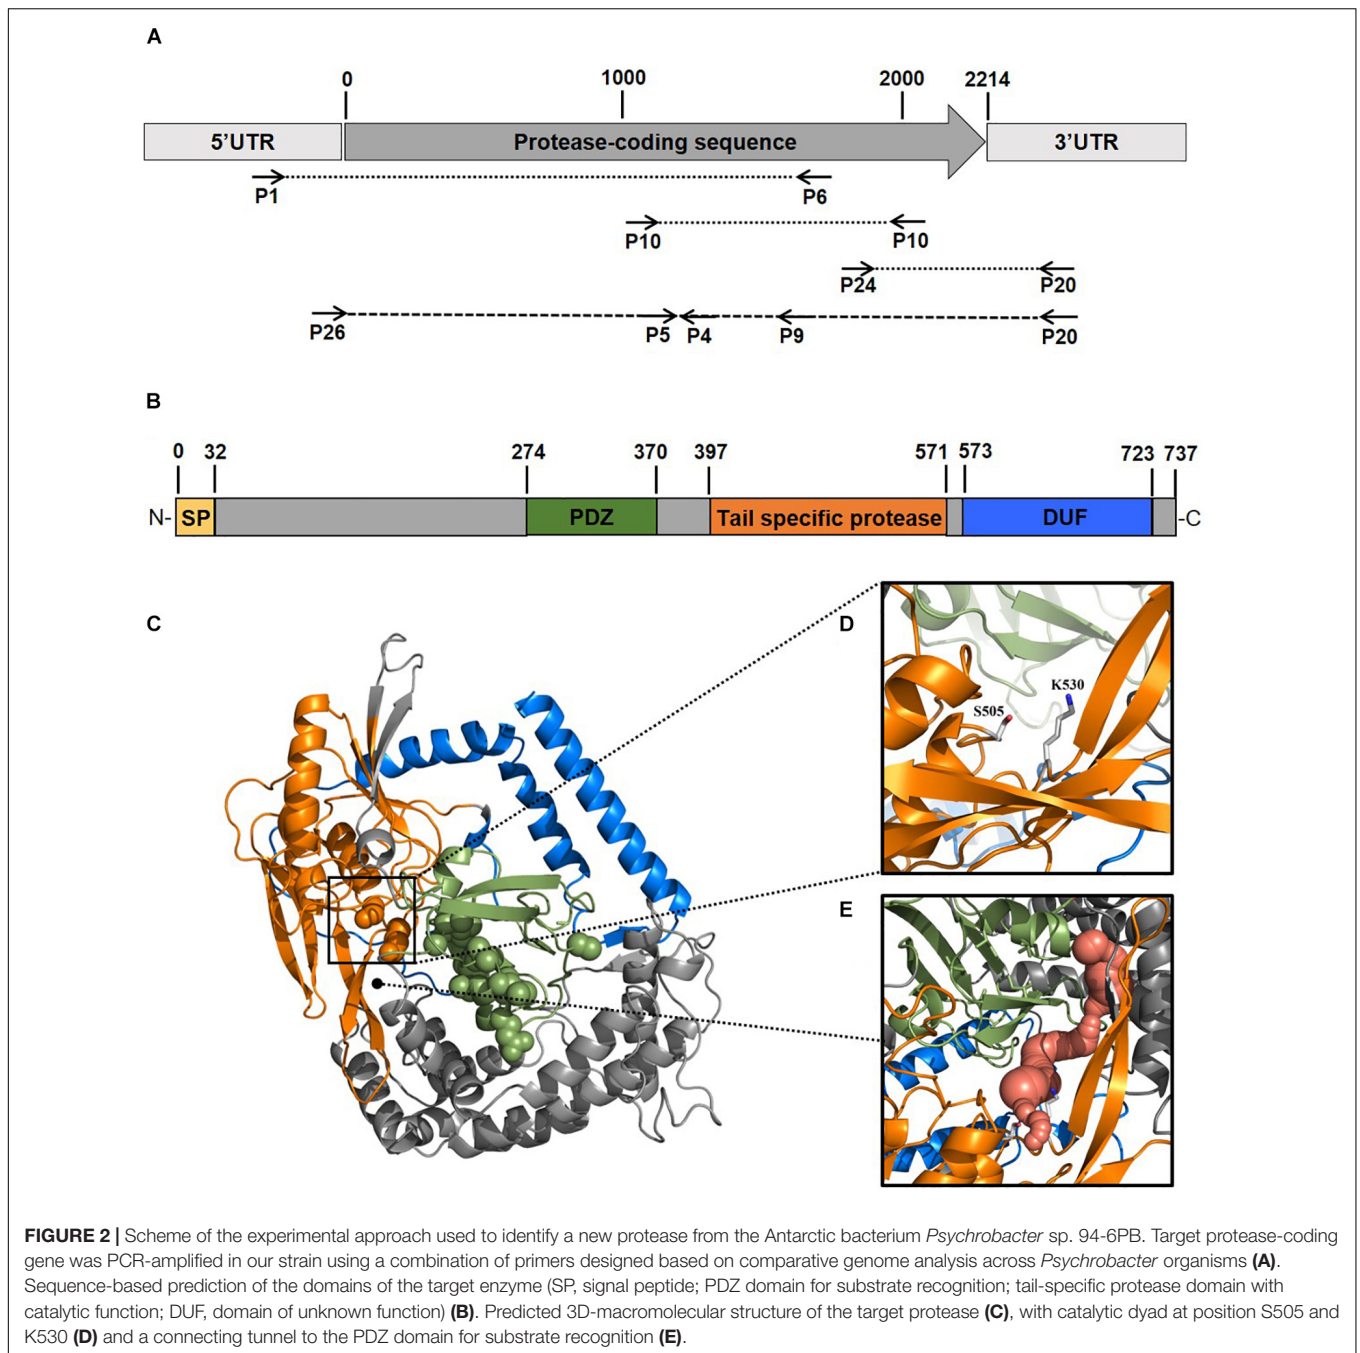 A
0 1000 2000 2214
5’UTR Protease-coding sequence 3’UTR
P1 P6
P10 P10
P24 P20
P26 P5 P4 P9 P20
B
0 32 274 370 397 571 573 723 737
N- SP PDZ Tail specific protease DUF -C
C
D
K530
S505
E
FIGURE 2 | Scheme of the experimental approach used to identify a new protease from the Antarctic bacterium Psychrobacter sp. 94-6PB. Target protease-coding
gene was PCR-amplified in our strain using a combination of primers designed based on comparative genome analysis across Psychrobacter organisms (A).
Sequence-based prediction of the domains of the target enzyme (SP, signal peptide; PDZ domain for substrate recognition; tail-specific protease domain with
catalytic function; DUF, domain of unknown function) (B). Predicted 3D-macromolecular structure of the target protease (C), with catalytic dyad at position S505 and
K530 (D) and a connecting tunnel to the PDZ domain for substrate recognition (E).